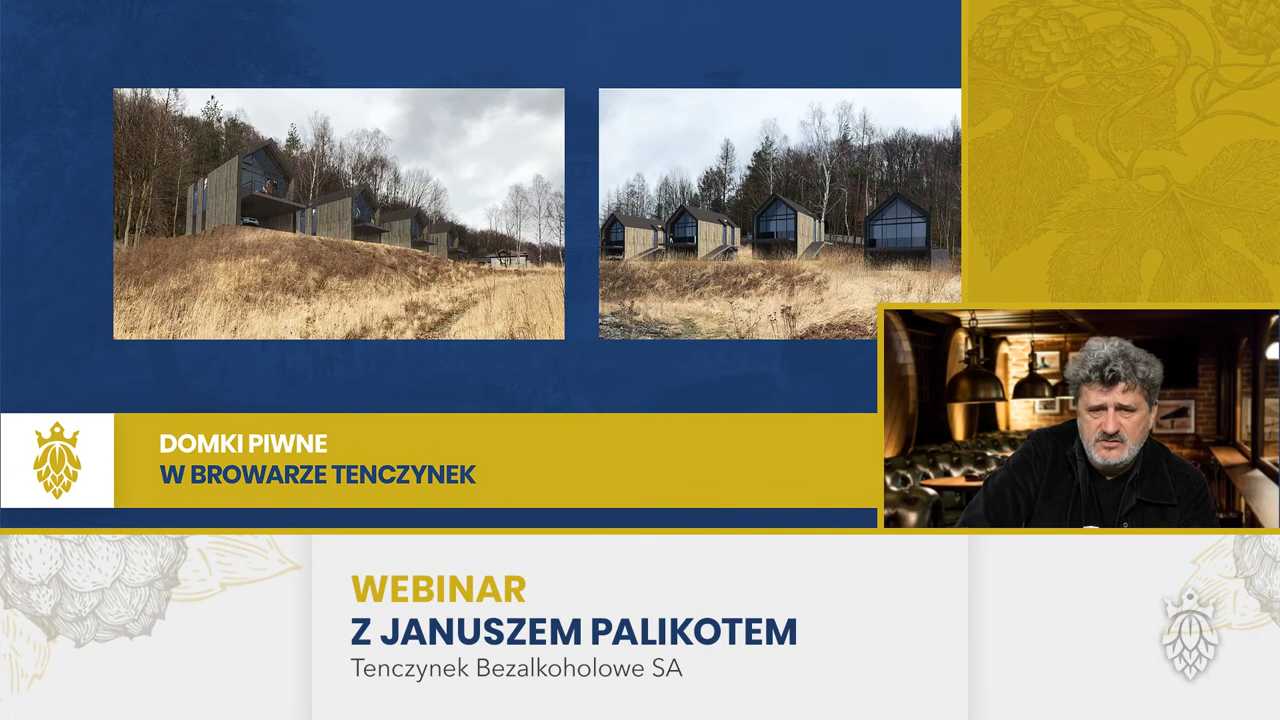 DOMKI PIWNE
W BROWARZE TENCZYNEK
WEBINAR
Z JANUSZEM PALIKOTEM
Tenczynek Bezalkoholowe SA